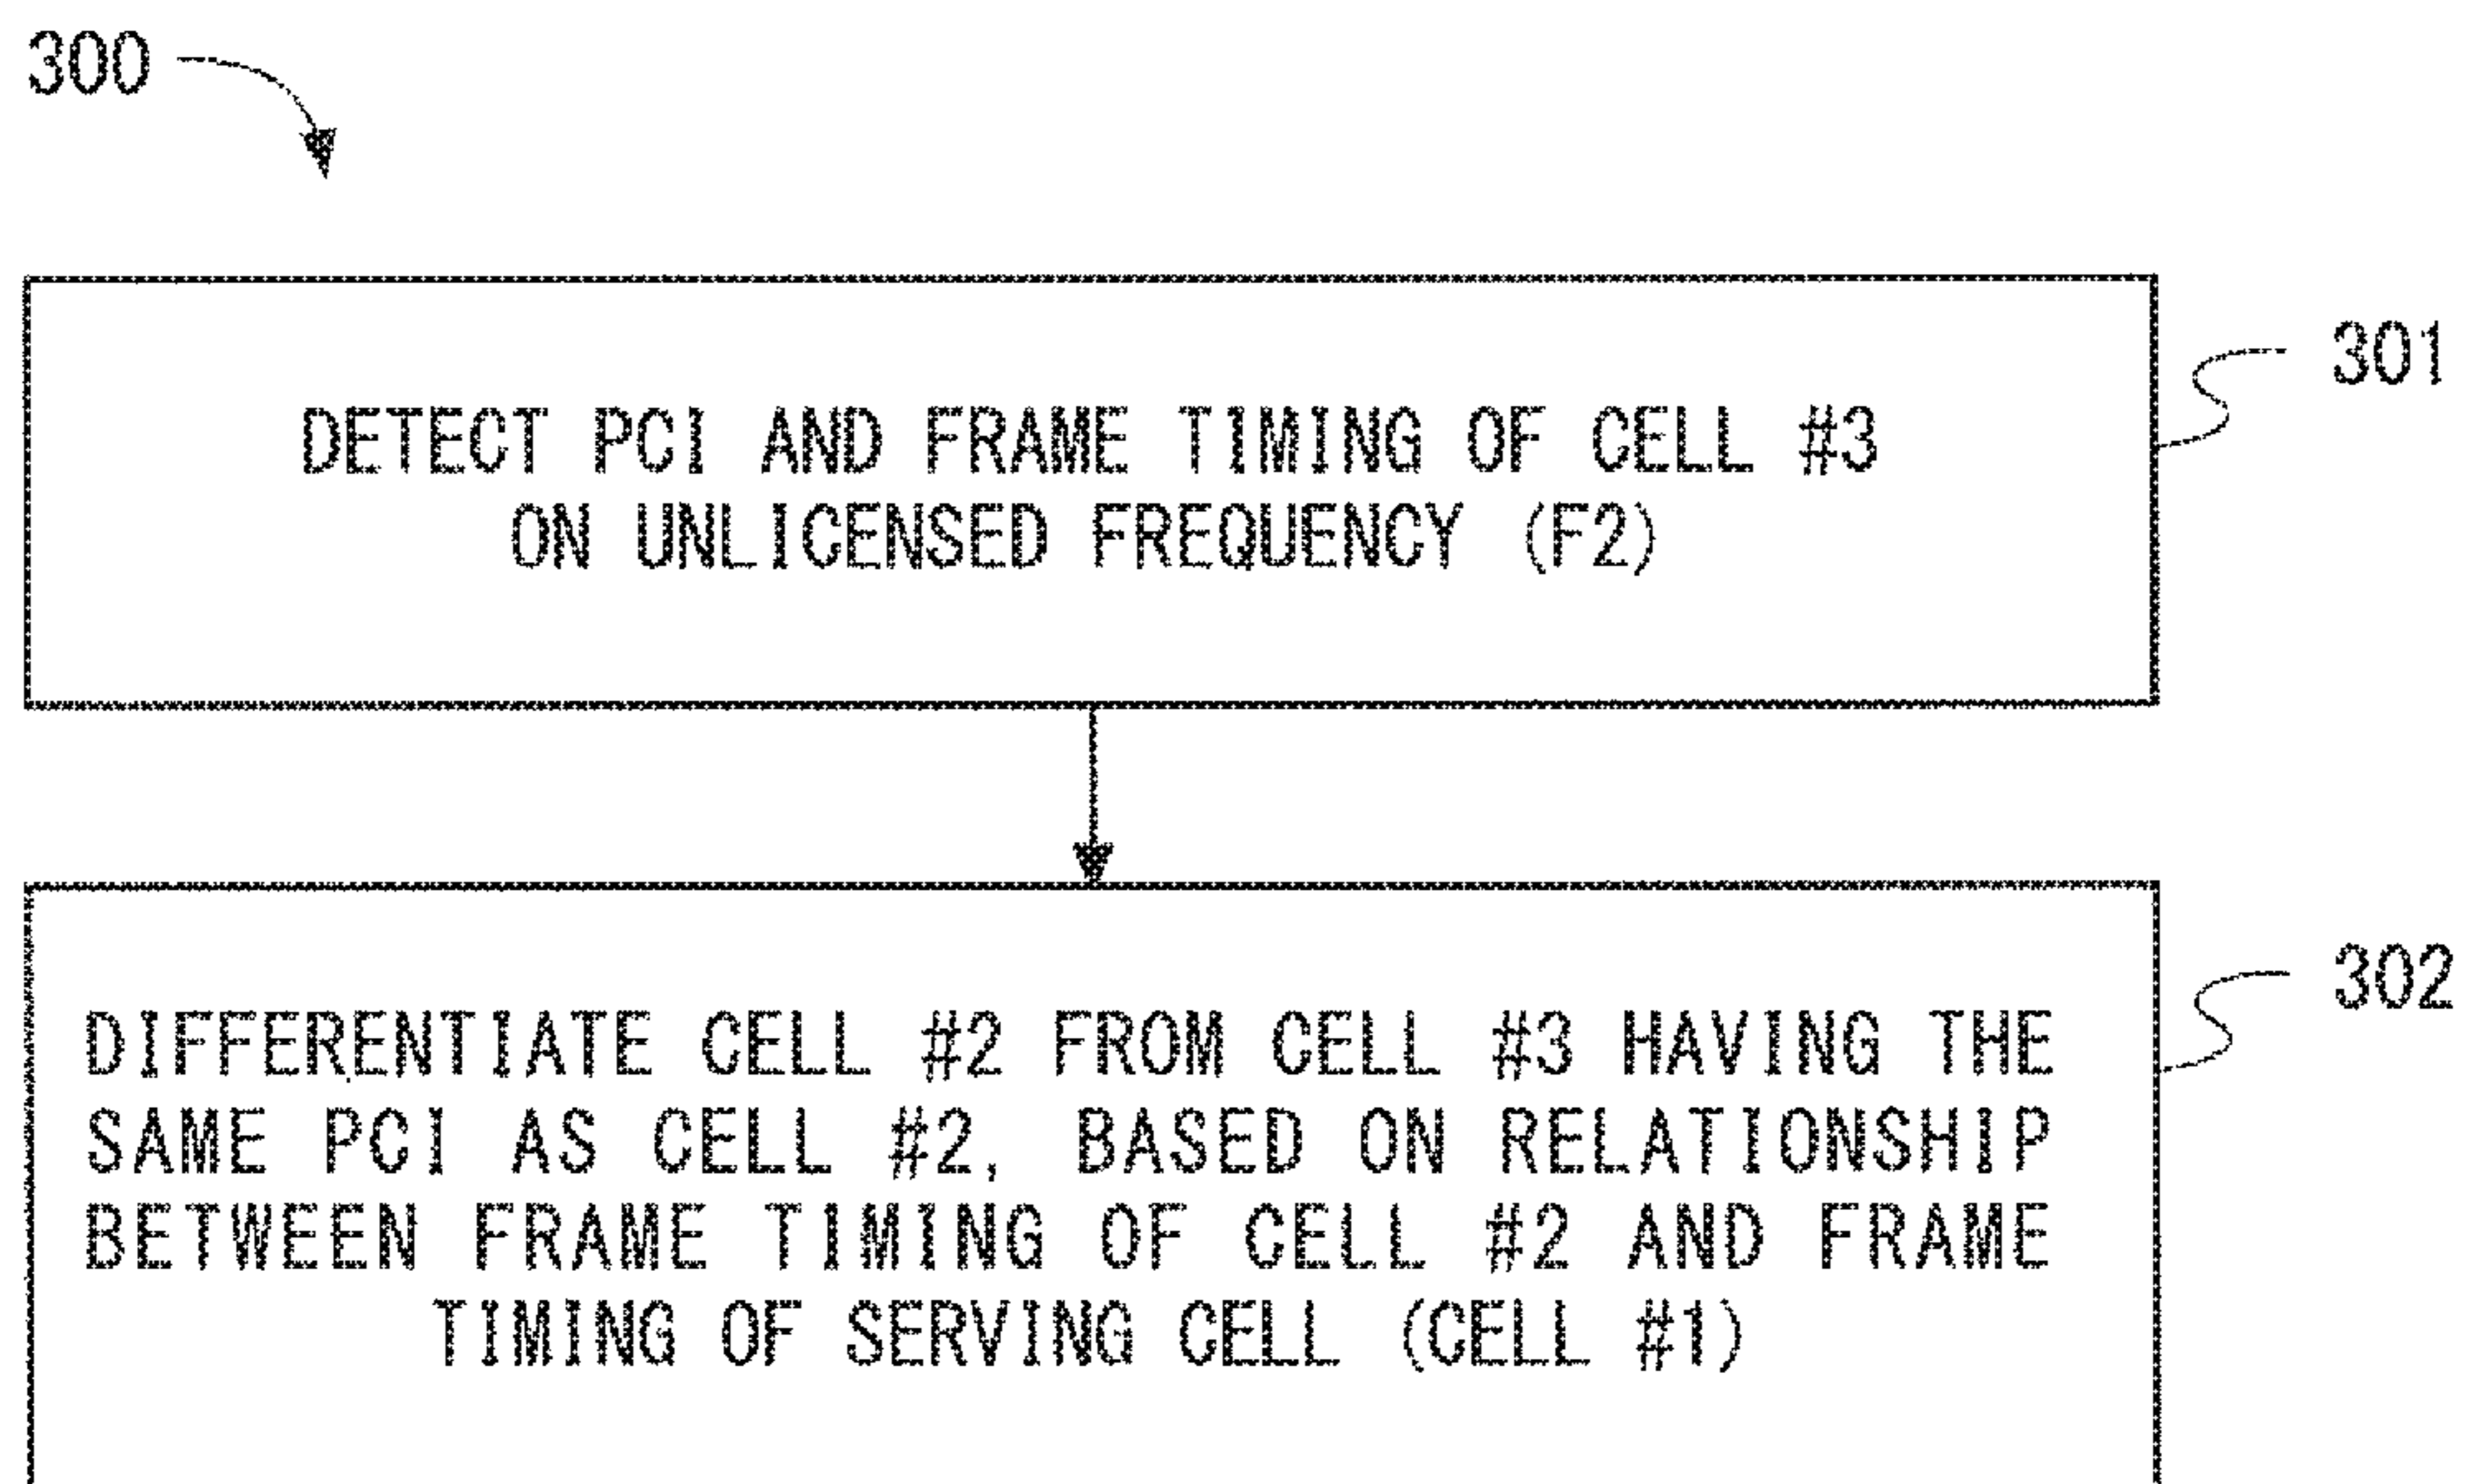 300
301
DETECT PCI AND FRAME TIMING OF CELL #3
ON UNLICENSED FREQUENCY (F2)
302
DIFFERENTIATE CELL #2 FROM CELL #3 HAVING THE
SAME PCI AS CELL #2, BASED ON RELATIONSHIP
BETWEEN FRAME TIMING OF CELL #2 AND FRAME
TIMING OF SERVING CELL (CELL #1)